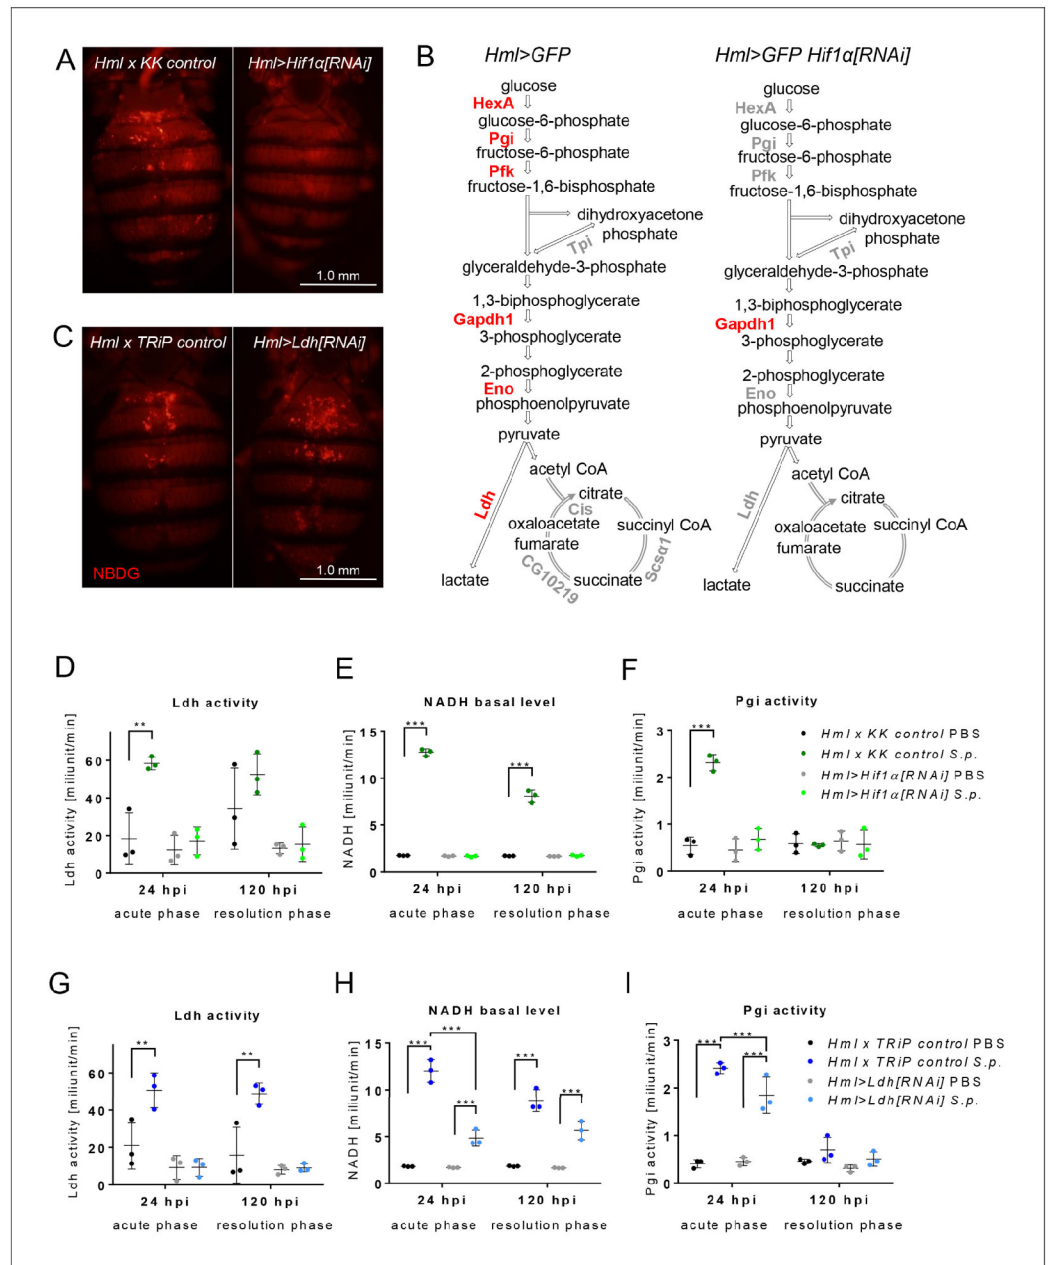 A
Hml x KK control
Hml>Hif1α[RNAi]
1.0 mm
B
Hml>GFP
glucose
HexA
glucose-6-phosphate
Pgi
fructose-6-phosphate
Pfk
fructose-1,6-bisphosphate
dihydroxyacetone
phosphate
Tpi
glyceraldehyde-3-phosphate
1,3-biphosphoglycerate
Gapdh1
3-phosphoglycerate
2-phosphoglycerate
Eno
phosphoenolpyruvate
pyruvate
acetyl CoA
Ldh
citrate
Cis
oxaloacetate
succinyl CoA
fumarate
Scsα1
CG10219
lactate
succinate
Hml>GFP Hif1α[RNAi]
glucose
HexA
glucose-6-phosphate
Pgi
fructose-6-phosphate
Pfk
fructose-1,6-bisphosphate
dihydroxyacetone
phosphate
Tpi
glyceraldehyde-3-phosphate
1,3-biphosphoglycerate
Gapdh1
3-phosphoglycerate
2-phosphoglycerate
Eno
phosphoenolpyruvate
pyruvate
acetyl CoA
Ldh
citrate
oxaloacetate
succinyl CoA
fumarate
lactate
succinate
C
Hml x TRiP control
Hml>Ldh[RNAi]
NBDG
1.0 mm
D
Ldh activity
Ldh activity [miliunit/min]
60
40
20
0
**
24 hpi
120 hpi
acute phase
resolution phase
E
NADH basal level
NADH [miliunit/min]
15
10
5
0
***
***
24 hpi
120 hpi
acute phase
resolution phase
F
Pgi activity
Pgi activity [miliunit/min]
3
2
1
0
***
24 hpi
120 hpi
acute phase
resolution phase
Hml x KK control PBS
Hml x KK control S.p.
Hml>Hif1α[RNAi] PBS
Hml>Hif1α[RNAi] S.p.
G
Ldh activity
Ldh activity [miliunit/min]
60
40
20
0
**
**
24 hpi
120 hpi
acute phase
resolution phase
H
NADH basal level
NADH [miliunit/min]
15
10
5
0
***
***
***
***
***
24 hpi
120 hpi
acute phase
resolution phase
I
Pgi activity
Pgi activity [miliunit/min]
3
2
1
0
***
***
***
24 hpi
120 hpi
acute phase
resolution phase
Hml x TRiP control PBS
Hml x TRiP control S.p.
Hml>Ldh[RNAi] PBS
Hml>Ldh[RNAi] S.p.